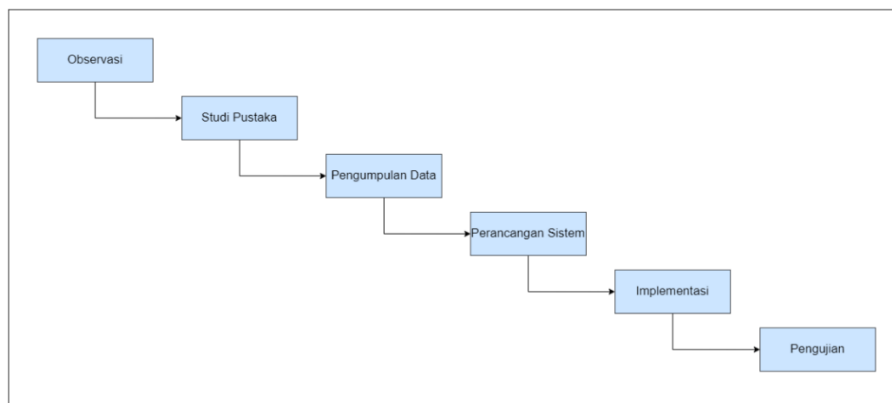 Observasi
Studi Pustaka
Pengumpulan Data
Perancangan Sistem
Implementasi
Pengujian